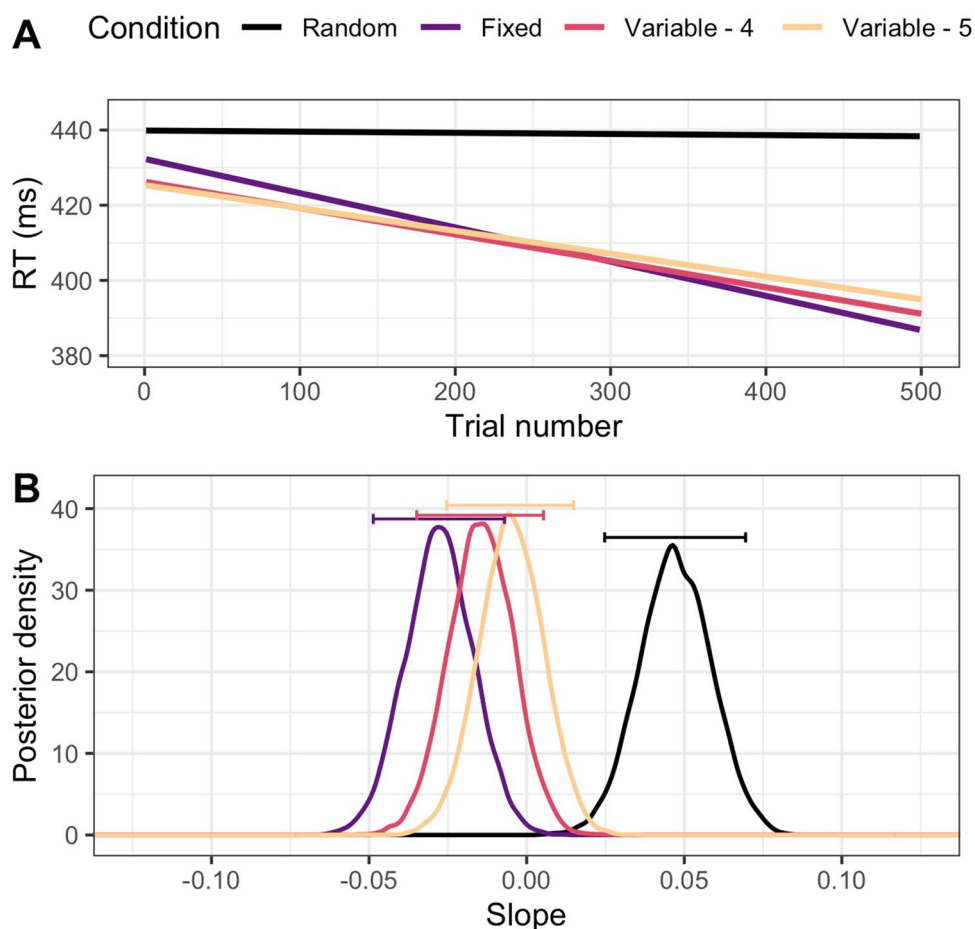 A Condition Random Fixed Variable - 4 Variable - 5
440
420
400
380
RT (ms)
0 100 200 300 400 500
Trial number
B
40
30
20
10
0
Posterior density
-0.10 -0.05 0.00 0.05 0.10
Slope